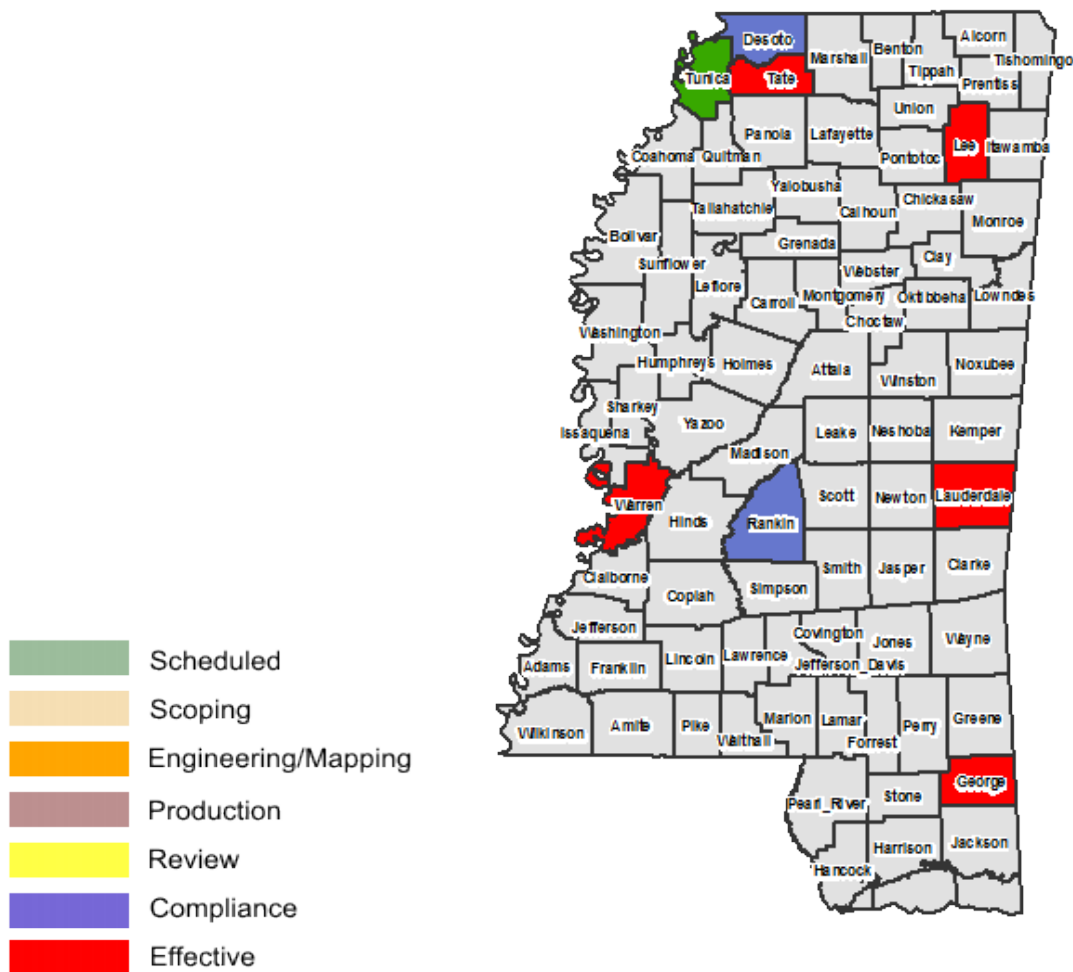 Desoto
Alcorn
Benton
Marshall
Tishomingo
Tippah
Tunica
Tate
Prentiss
Union
Panola
Lafayette
Lee
Itawamba
Coahoma
Quitman
Pontotoc
Yalobusha
Chickasaw
Tallahatchie
Calhoun
Monroe
Bolivar
Grenada
Clay
Sunflower
Webster
Leflore
Carroll
Montgomery
Oktibbeha
Lowndes
Choctaw
Washington
Humphreys
Holmes
Attala
Noxubee
Winston
Sharkey
Yazoo
Issaquena
Leake
Neshoba
Kemper
Madison
Warren
Scott
Newton
Lauderdale
Hinds
Rankin
Claiborne
Smith
Jasper
Clarke
Copiah
Simpson
Jefferson
Covington
Jones
Wayne
Adams
Franklin
Lincoln
Lawrence
Jefferson_Davis
Wilkinson
Amite
Pike
Walthall
Marion
Lamar
Forrest
Perry
Greene
Pearl_River
Stone
George
Hancock
Harrison
Jackson
Scheduled
Scoping
Engineering/Mapping
Production
Review
Compliance
Effective